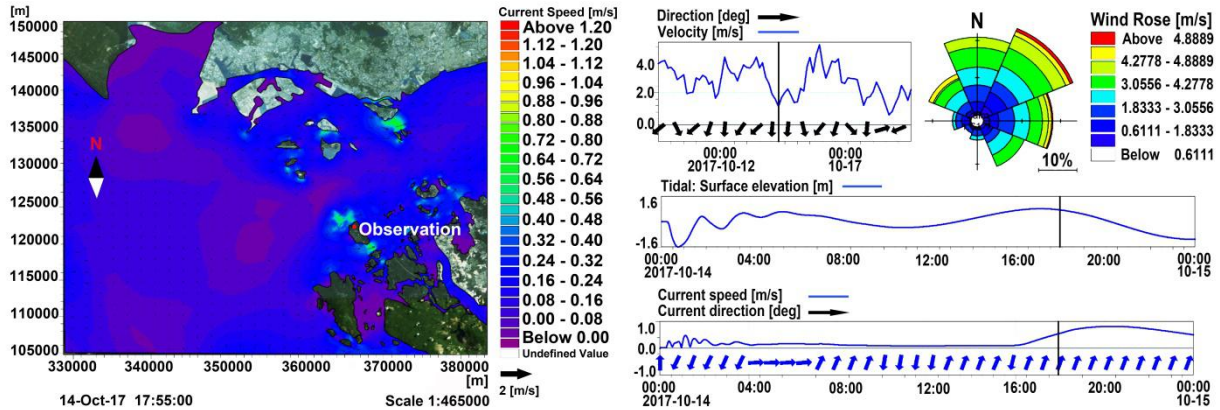 [m]
150000
145000
140000
135000
130000
125000
120000
115000
110000
105000
N
Observation
330000 340000 350000 360000 370000 380000
[m]
14-Oct-17 17:55:00 Scale 1:465000
Current Speed [m/s]
Above 1.20
1.12 - 1.20
1.04 - 1.12
0.96 - 1.04
0.88 - 0.96
0.80 - 0.88
0.72 - 0.80
0.64 - 0.72
0.56 - 0.64
0.48 - 0.56
0.40 - 0.48
0.32 - 0.40
0.24 - 0.32
0.16 - 0.24
0.08 - 0.16
0.00 - 0.08
Below 0.00
Undefined Value
2 [m/s]
Direction [deg]
Velocity [m/s]
4.0
2.0
0.0
00:00 00:00
2017-10-12 2017-10-17
N
10%
Wind Rose [m/s]
Above 4.8889
4.2778 - 4.8889
3.0556 - 4.2778
1.8333 - 3.0556
0.6111 - 1.8333
Below 0.6111
Tidal: Surface elevation [m]
1.6
-1.6
00:00 04:00 08:00 12:00 16:00 20:00 00:00
2017-10-14 10-15
Current speed [m/s]
Current direction [deg]
1.0
0.0
-1.0
00:00 04:00 08:00 12:00 16:00 20:00 00:00
2017-10-14 10-15